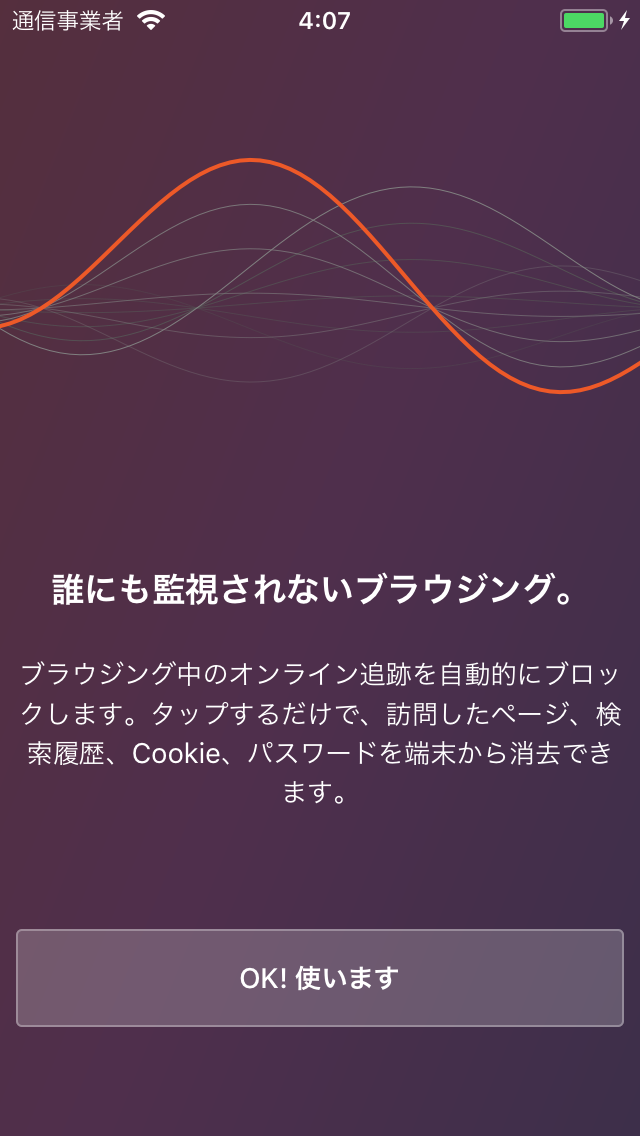 通信事業者 4:07
誰にも監視されないブラウジング。
ブラウジング中のオンライン追跡を自動的にブロッ
クします。タップするだけで、訪問したページ、検
索履歴、Cookie、パスワードを端末から消去でき
ます。
OK! 使います